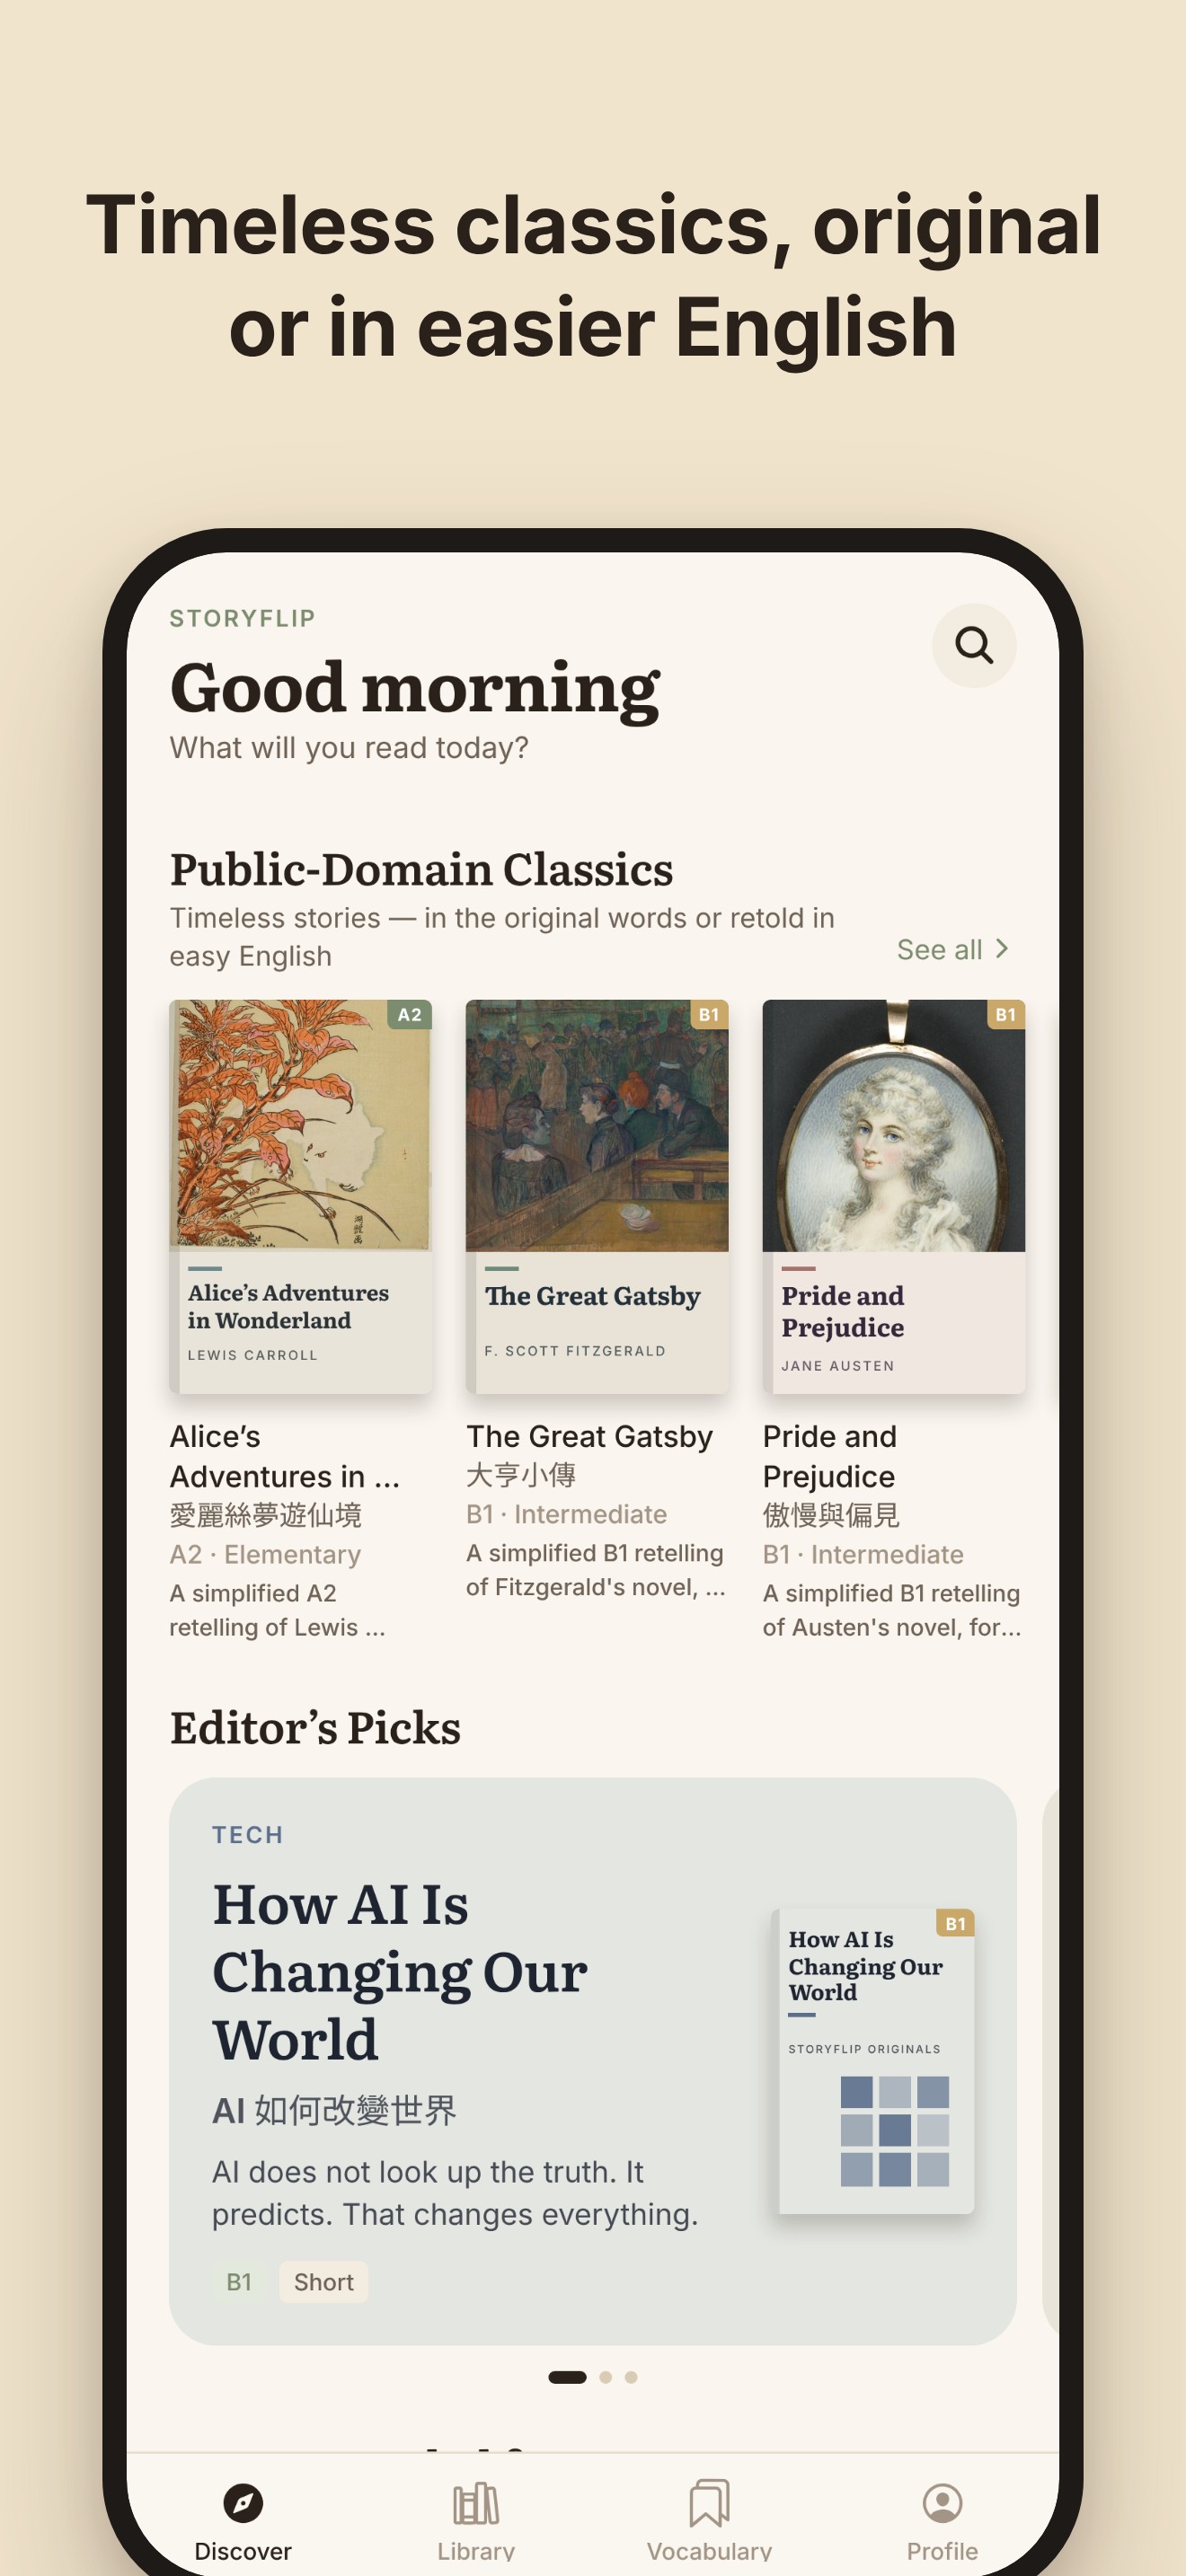 Timeless classics, original
or in easier English
STORYFLIP
Good morning
What will you read today?
Public-Domain Classics
Timeless stories — in the original words or retold in
easy English
See all
A2
Alice’s Adventures
in Wonderland
LEWIS CARROLL
B1
The Great Gatsby
F. SCOTT FITZGERALD
B1
Pride and
Prejudice
JANE AUSTEN
Alice’s
Adventures in ...
愛麗絲夢遊仙境
A2 · Elementary
A simplified A2
retelling of Lewis ...
The Great Gatsby
大亨小傳
B1 · Intermediate
A simplified B1 retelling
of Fitzgerald's novel, ...
Pride and
Prejudice
傲慢與偏見
B1 · Intermediate
A simplified B1 retelling
of Austen's novel, for...
Editor’s Picks
TECH
How AI Is
Changing Our
World
AI 如何改變世界
AI does not look up the truth. It
predicts. That changes everything.
B1
Short
B1
How AI Is
Changing Our
World
STORYFLIP ORIGINALS
Discover
Library
Vocabulary
Profile